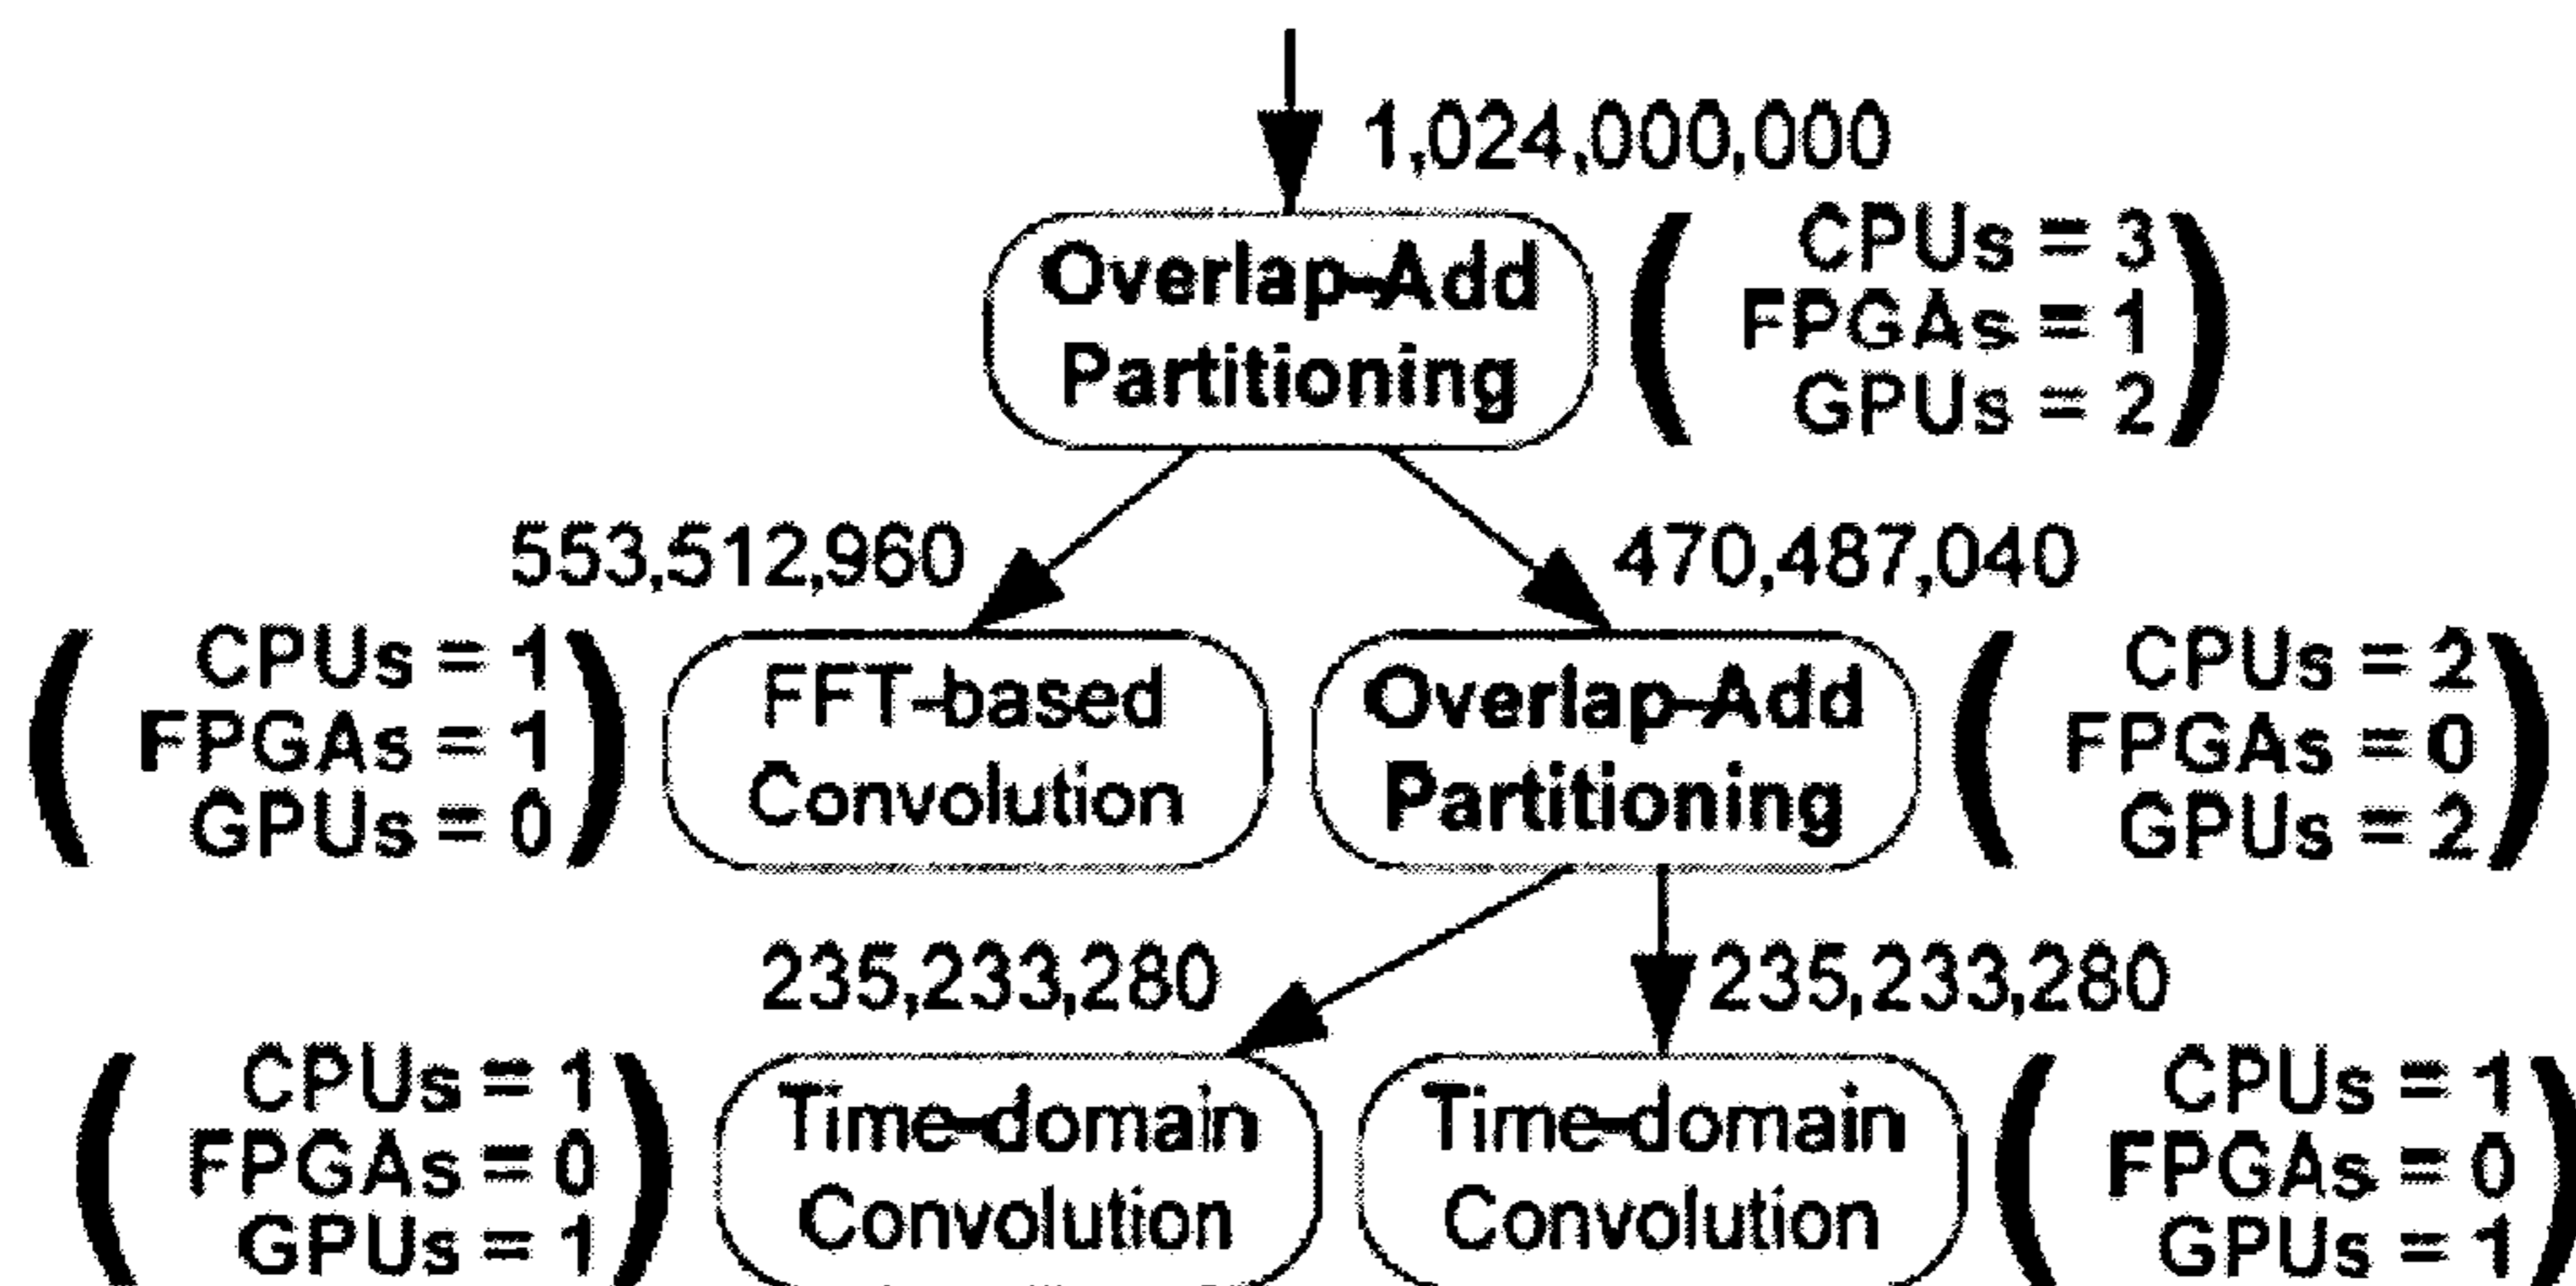 1,024,000,000
Overlap-Add
Partitioning
CPUs = 3
FPGAs = 1
GPUs = 2
553,512,960
470,487,040
CPUs = 1
FPGAs = 1
GPUs = 0
FFT-based
Convolution
Overlap-Add
Partitioning
CPUs = 2
FPGAs = 0
GPUs = 2
235,233,280
235,233,280
CPUs = 1
FPGAs = 0
GPUs = 1
Time-domain
Convolution
Time-domain
Convolution
CPUs = 1
FPGAs = 0
GPUs = 1